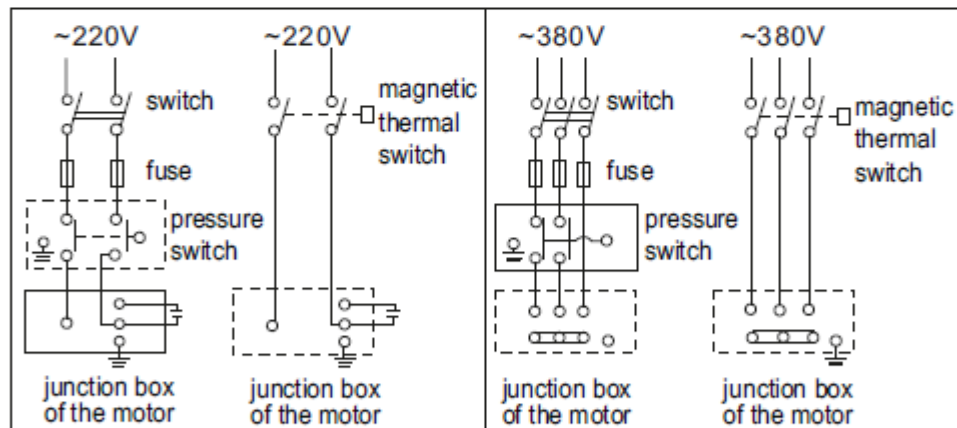 ~220V
switch
fuse
pressure
switch
junction box
of the motor
~220V
magnetic
thermal
switch
junction box
of the motor
~380V
switch
fuse
pressure
switch
junction box
of the motor
~380V
magnetic
thermal
switch
junction box
of the motor